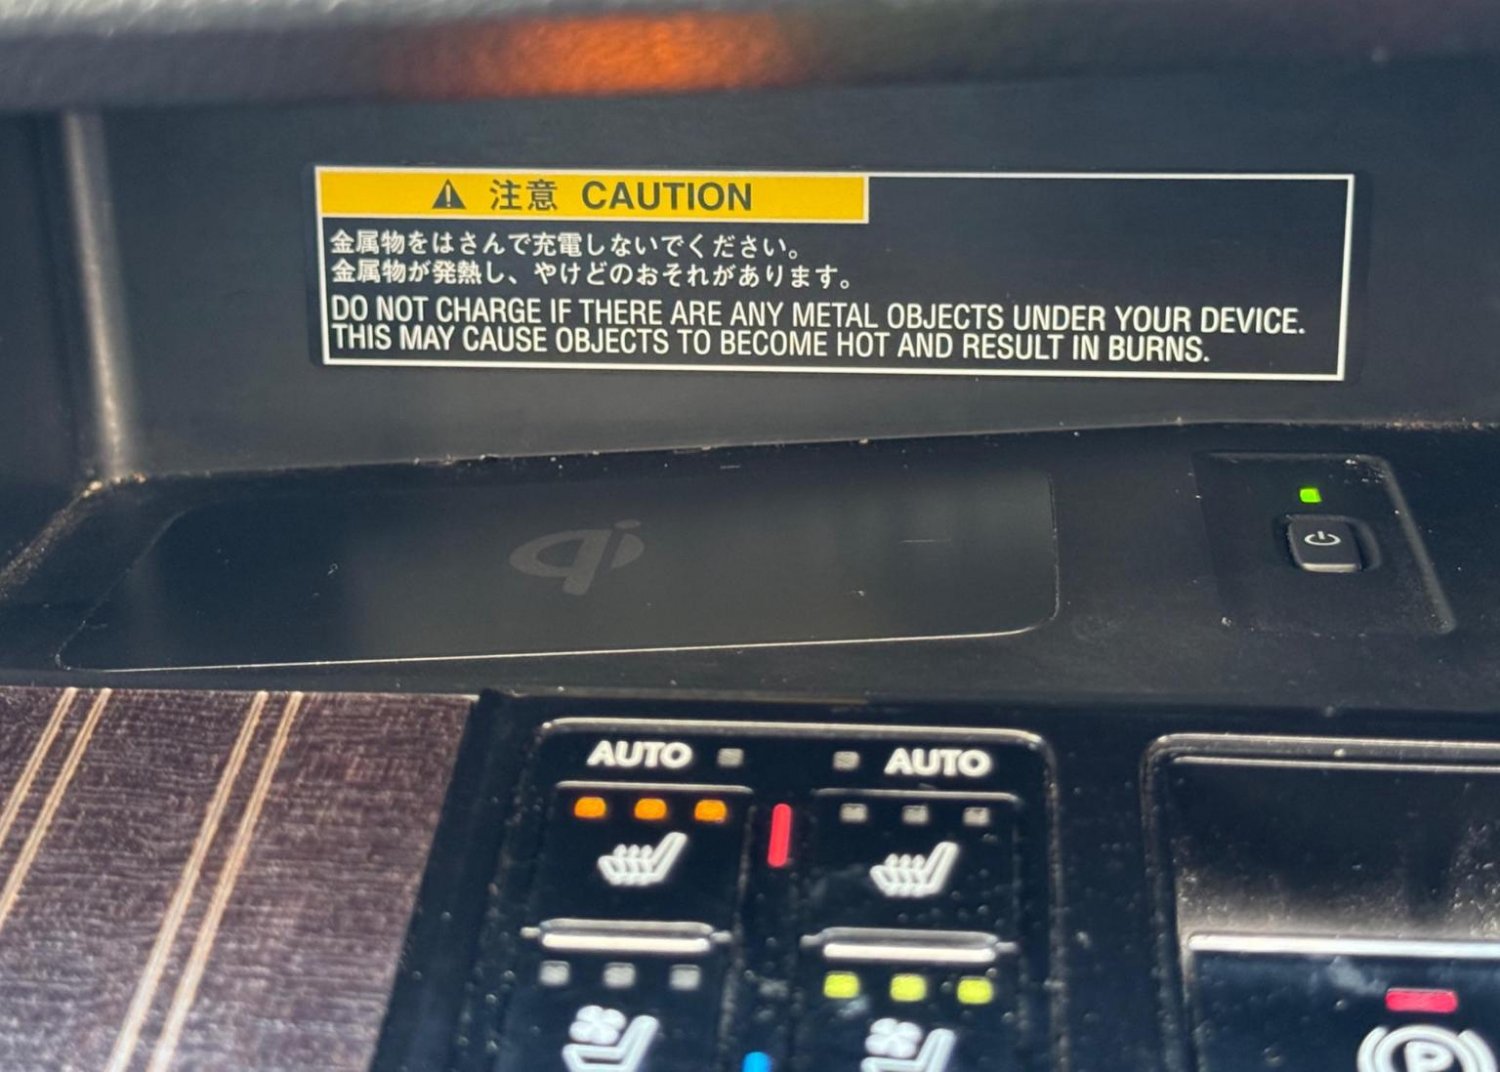 注意 CAUTION
金属物をはさんで充電しないでください。
金属物が発熱し、やけどのおそれがあります。
DO NOT CHARGE IF THERE ARE ANY METAL OBJECTS UNDER YOUR DEVICE.
THIS MAY CAUSE OBJECTS TO BECOME HOT AND RESULT IN BURNS.
qi
AUTO AUTO
P